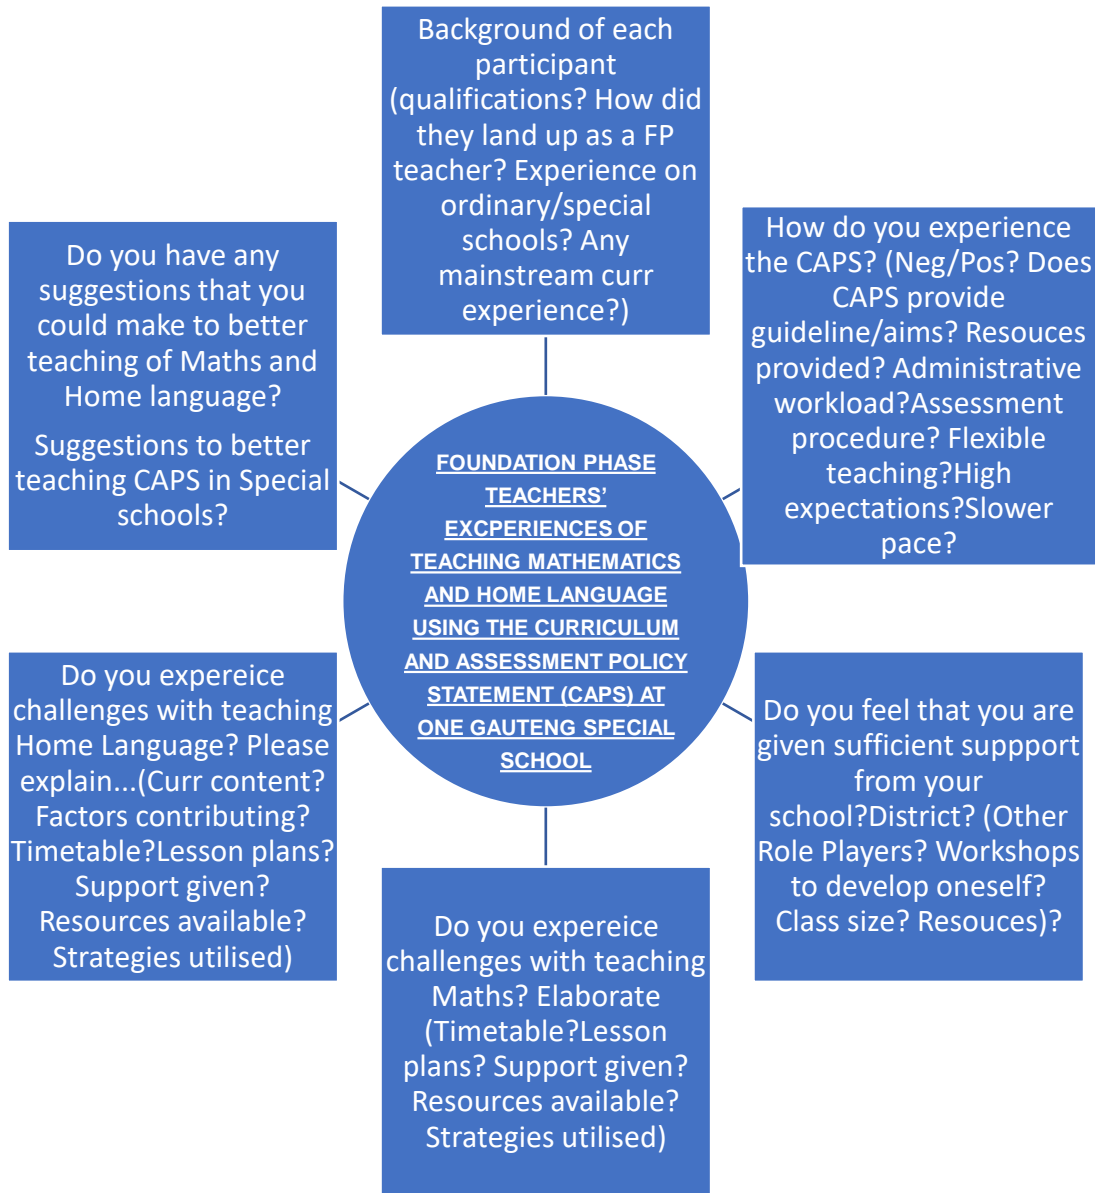 Background of each
participant
(qualifications? How did
they land up as a FP
teacher? Experience on
ordinary/special
schools? Any
mainstream curr
experience?)
How do you experience
the CAPS? (Neg/Pos? Does
CAPS provide
guideline/aims? Resouces
provided? Administrative
workload?Assessment
procedure? Flexible
teaching?High
expectations?Slower
pace?
Do you feel that you are
given sufficient suppport
from your
school?District? (Other
Role Players? Workshops
to develop oneself?
Class size? Resouces)?
Do you expereice
challenges with teaching
Maths? Elaborate
(Timetable?Lesson
plans? Support given?
Resources available?
Strategies utilised)
Do you expereice
challenges with teaching
Home Language? Please
explain...(Curr content?
Factors contributing?
Timetable?Lesson plans?
Support given?
Resources available?
Strategies utilised)
Do you have any
suggestions that you
could make to better
teaching of Maths and
Home language?
Suggestions to better
teaching CAPS in Special
schools?
FOUNDATION PHASE
TEACHERS’
EXCPERIENCES OF
TEACHING MATHEMATICS
AND HOME LANGUAGE
USING THE CURRICULUM
AND ASSESSMENT POLICY
STATEMENT (CAPS) AT
ONE GAUTENG SPECIAL
SCHOOL